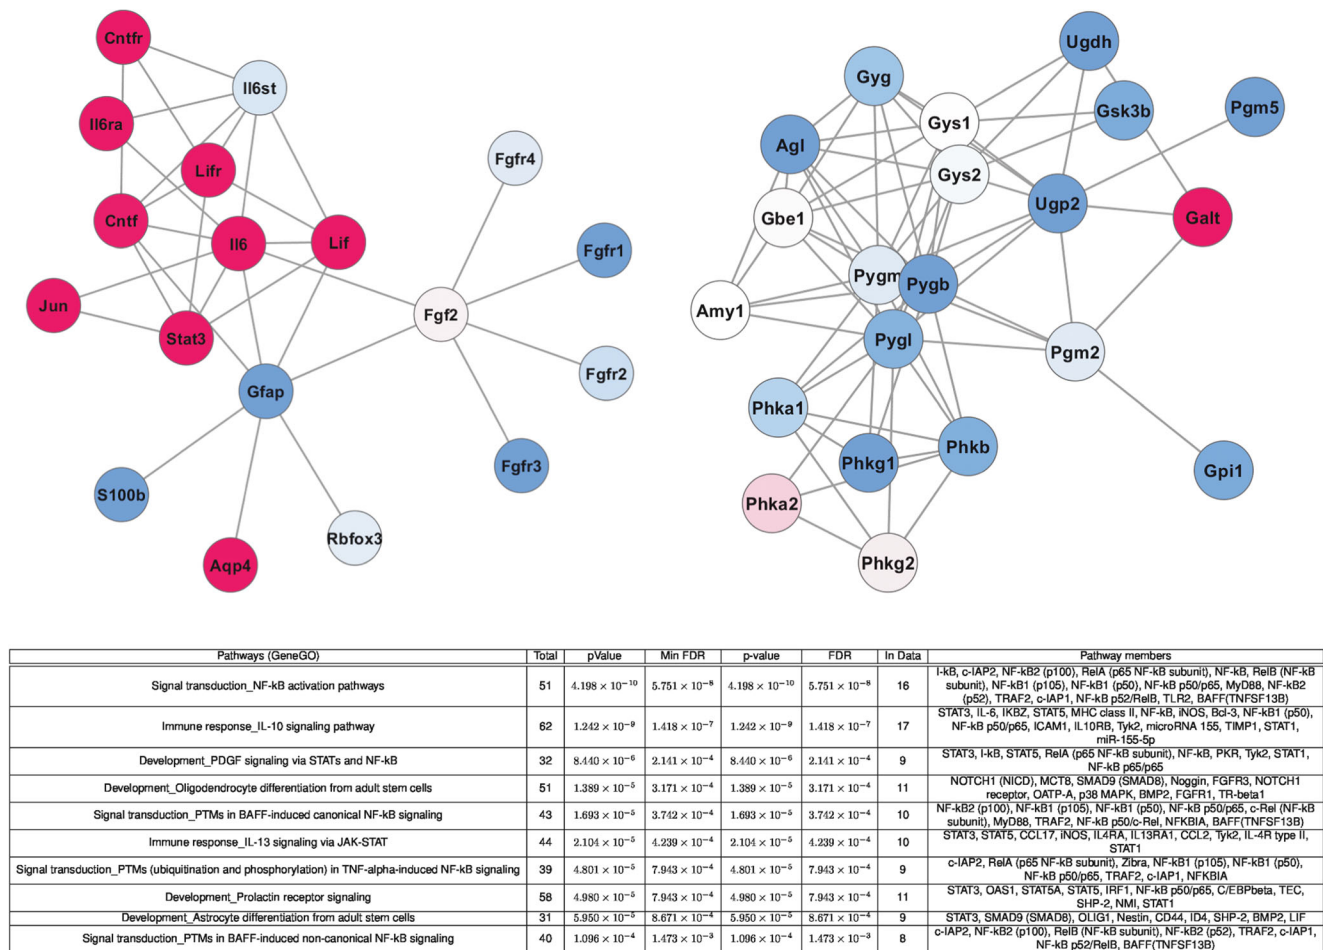 Cntfr
Il6st
Il6ra
Lifr
Cntf
Il6
Lif
Jun
Stat3
Gfap
S100b
Aqp4
Rbfox3
Fgf2
Fgfr4
Fgfr1
Fgfr2
Fgfr3
Ugdh
Gyg
Gys1
Gsk3b
Pgm5
Agl
Gys2
Ugp2
Galt
Gbe1
Pygm
Pygb
Amy1
Pygl
Pgm2
Phka1
Phkb
Phkg1
Gpi1
Phka2
Phkg2
Pathways (GeneGO) Total pValue Min FDR p-value FDR In Data Pathway members
Signal transduction_NF-kB activation pathways 51 4.198 × 10⁻¹⁰ 5.751 × 10⁻⁸ 4.198 × 10⁻¹⁰ 5.751 × 10⁻⁸ 16 I-kB, c-IAP2, NF-kB2 (p100), RelA (p65 NF-kB subunit), NF-kB, RelB (NF-kB
subunit), NF-kB1 (p105), NF-kB1 (p50), NF-kB p50/p65, MyD88, NF-kB2
(p52), TRAF2, c-IAP1, NF-kB p52/RelB, TLR2, BAFF(TNFSF13B)
Immune response_IL-10 signaling pathway 62 1.242 × 10⁻⁹ 1.418 × 10⁻⁷ 1.242 × 10⁻⁹ 1.418 × 10⁻⁷ 17 STAT3, IL-6, IKBZ, STAT5, MHC class II, NF-kB, iNOS, Bcl-3, NF-kB1 (p50),
NF-kB p50/p65, ICAM1, IL10RB, Tyk2, microRNA 155, TIMP1, STAT1,
miR-155-5p
Development_PDGF signaling via STATs and NF-kB 32 8.440 × 10⁻⁶ 2.141 × 10⁻⁴ 8.440 × 10⁻⁶ 2.141 × 10⁻⁴ 9 STAT3, I-kB, STAT5, RelA (p65 NF-kB subunit), NF-kB, PKR, Tyk2, STAT1,
NF-kB p65/p65
Development_Oligodendrocyte differentiation from adult stem cells 51 1.389 × 10⁻⁵ 3.171 × 10⁻⁴ 1.389 × 10⁻⁵ 3.171 × 10⁻⁴ 11 NOTCH1 (NICD), MCT8, SMAD9 (SMAD8), Noggin, FGFR3, NOTCH1
receptor, OATP-A, p38 MAPK, BMP2, FGFR1, TR-beta1
Signal transduction_PTMs in BAFF-induced canonical NF-kB signaling 43 1.693 × 10⁻⁵ 3.742 × 10⁻⁴ 1.693 × 10⁻⁵ 3.742 × 10⁻⁴ 10 NF-kB2 (p100), NF-kB1 (p105), NF-kB1 (p50), NF-kB p50/p65, c-Rel (NF-kB
subunit), MyD88, TRAF2, NF-kB p50/c-Rel, NFKBIA, BAFF(TNFSF13B)
Immune response_IL-13 signaling via JAK-STAT 44 2.104 × 10⁻⁵ 4.239 × 10⁻⁴ 2.104 × 10⁻⁵ 4.239 × 10⁻⁴ 10 STAT3, STAT5, CCL17, iNOS, IL4RA, IL13RA1, CCL2, Tyk2, IL-4R type II,
STAT1
Signal transduction_PTMs (ubiquitination and phosphorylation) in TNF-alpha-induced NF-kB signaling 39 4.801 × 10⁻⁵ 7.943 × 10⁻⁴ 4.801 × 10⁻⁵ 7.943 × 10⁻⁴ 9 c-IAP2, RelA (p65 NF-kB subunit), Zibra, NF-kB1 (p105), NF-kB1 (p50),
NF-kB p50/p65, TRAF2, c-IAP1, NFKBIA
Development_Prolactin receptor signaling 58 4.980 × 10⁻⁵ 7.943 × 10⁻⁴ 4.980 × 10⁻⁵ 7.943 × 10⁻⁴ 11 STAT3, OAS1, STAT5A, STAT5, IRF1, NF-kB p50/p65, C/EBPbeta, TEC,
SHP-2, NMI, STAT1
Development_Astrocyte differentiation from adult stem cells 31 5.950 × 10⁻⁵ 8.671 × 10⁻⁴ 5.950 × 10⁻⁵ 8.671 × 10⁻⁴ 9 STAT3, SMAD9 (SMAD8), OLIG1, Nestin, CD44, ID4, SHP-2, BMP2, LIF
Signal transduction_PTMs in BAFF-induced non-canonical NF-kB signaling 40 1.096 × 10⁻⁴ 1.473 × 10⁻³ 1.096 × 10⁻⁴ 1.473 × 10⁻³ 8 c-IAP2, NF-kB2 (p100), RelB (NF-kB subunit), NF-kB2 (p52), TRAF2, c-IAP1,
NF-kB p52/RelB, BAFF(TNFSF13B)